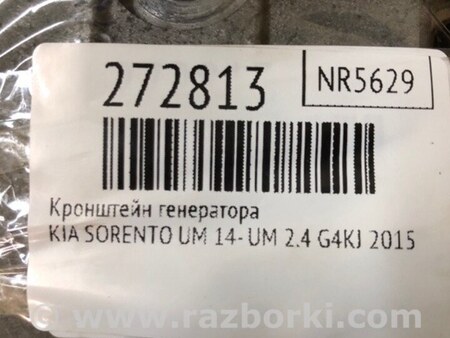 272813
NR5629
Кронштейн генератора
KIA SORENTO UM 14- UM 2.4 G4KJ 2015
www.razborki.com